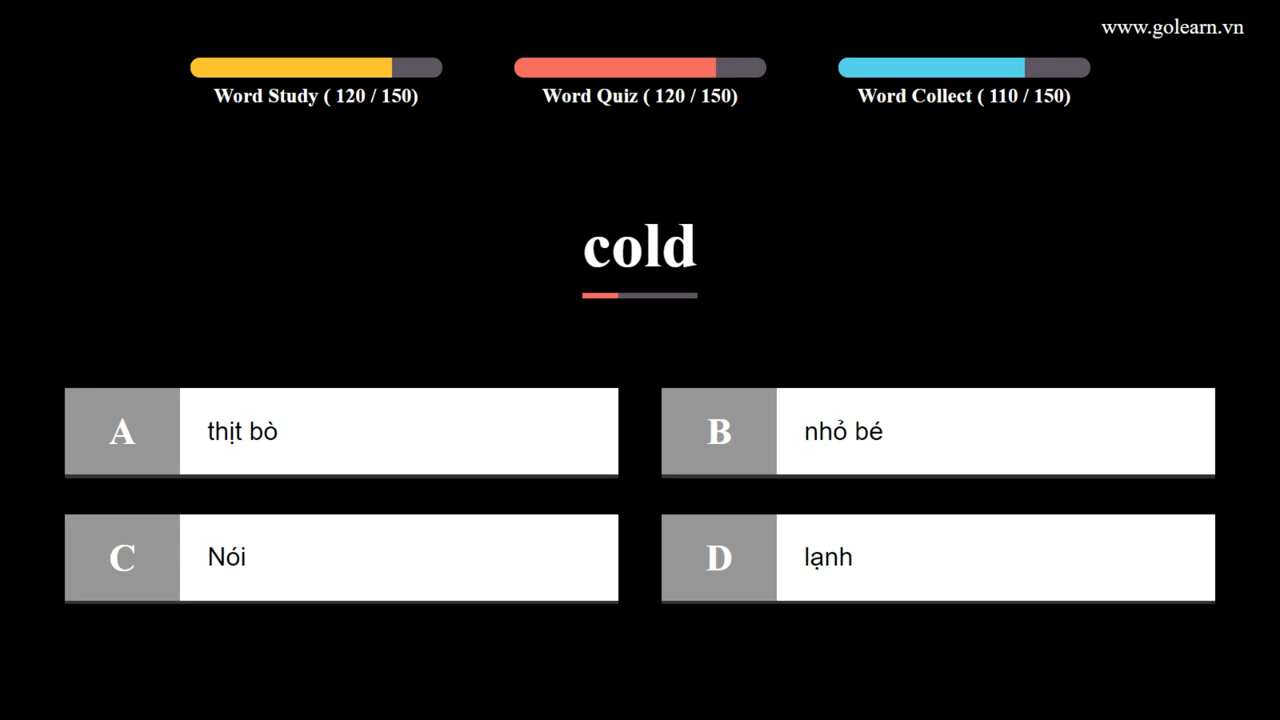 www.golearn.vn
Word Study ( 120 / 150)
Word Quiz ( 120 / 150)
Word Collect ( 110 / 150)
cold
A thịt bò
B nhỏ bé
C Nói
D lạnh